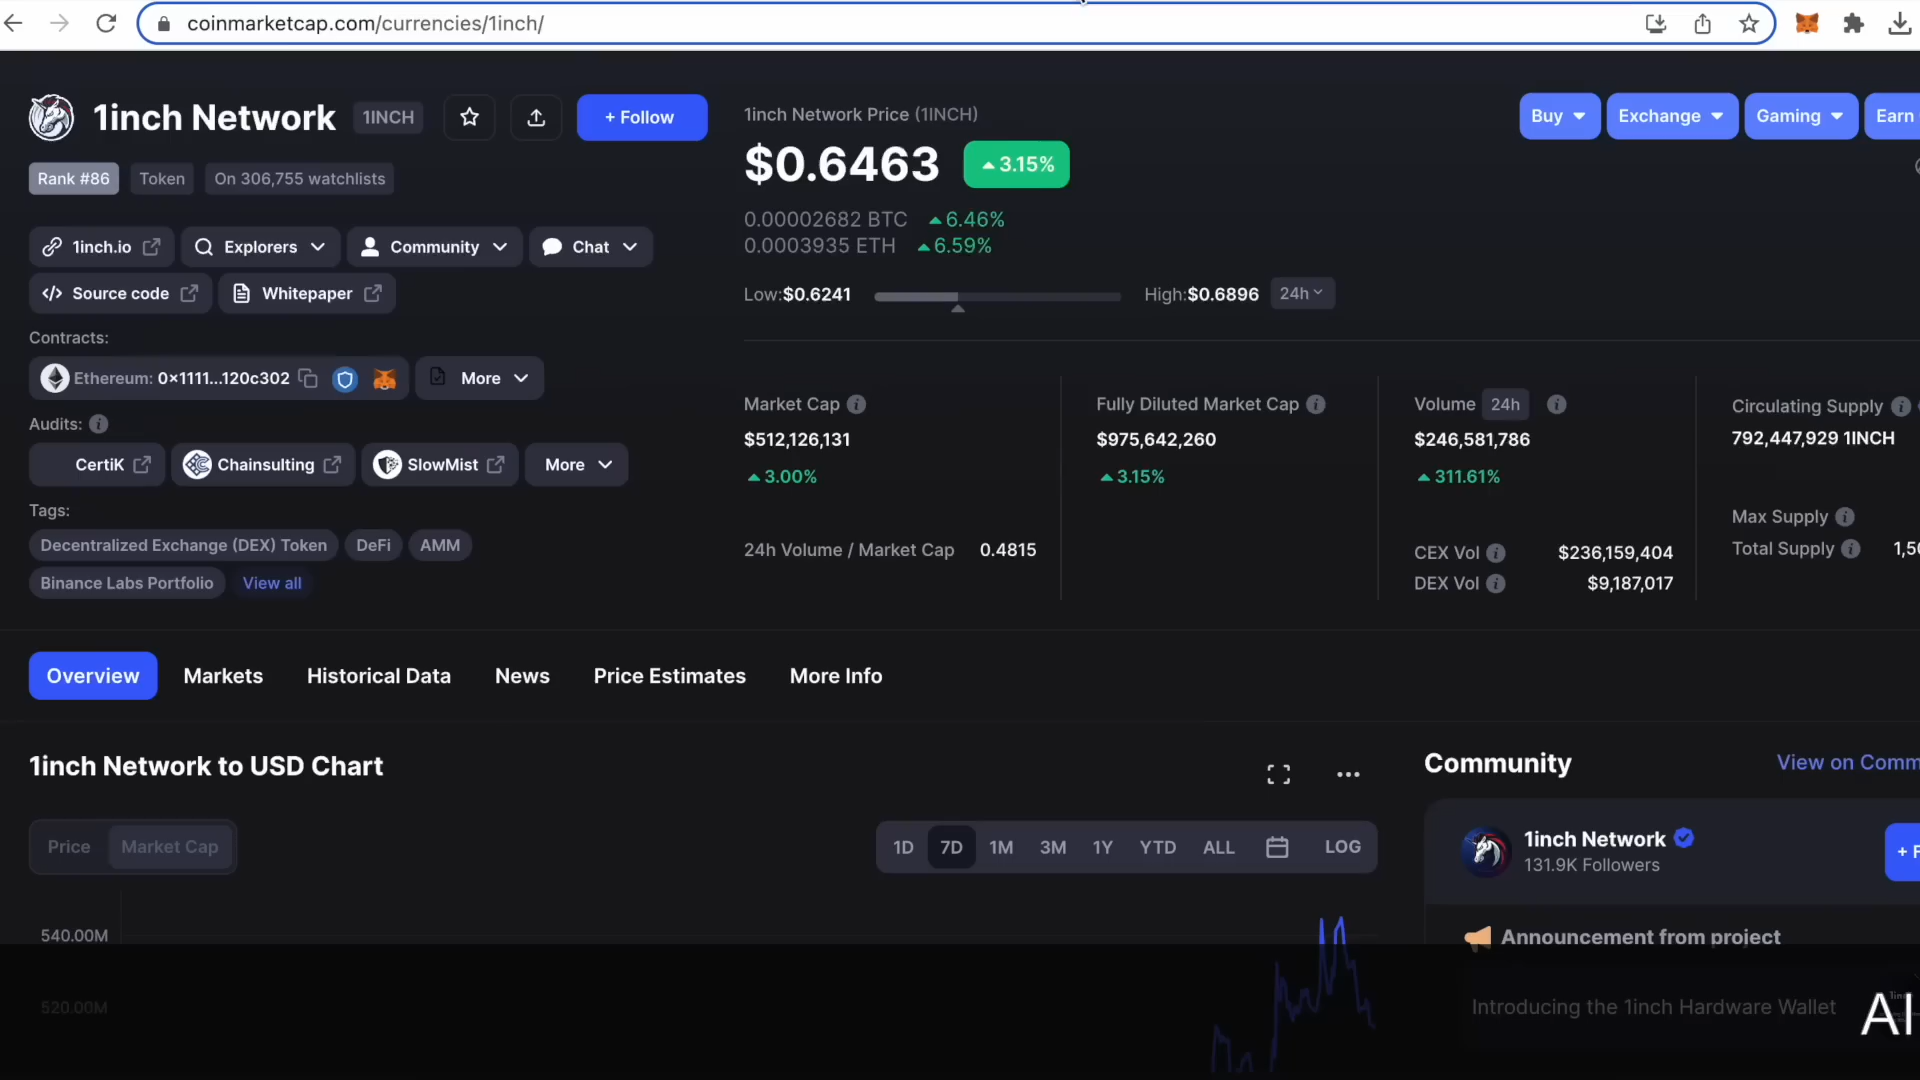 coinmarketcap.com/currencies/1inch/
1inch Network 1INCH + Follow
Rank #86 Token On 306,755 watchlists
1inch.io Explorers Community Chat
Source code Whitepaper
Contracts:
Ethereum: 0x1111...120c302 More
Audits:
CertiK Chainsulting SlowMist More
Tags:
Decentralized Exchange (DEX) Token DeFi AMM
Binance Labs Portfolio View all
1inch Network Price (1INCH)
$0.6463 3.15%
0.00002682 BTC 6.46%
0.0003935 ETH 6.59%
Low:$0.6241 High:$0.6896 24h
Buy Exchange Gaming Earn
Market Cap
$512,126,131
3.00%
24h Volume / Market Cap 0.4815
Fully Diluted Market Cap
$975,642,260
3.15%
Volume 24h
$246,581,786
311.61%
CEX Vol $236,159,404
DEX Vol $9,187,017
Circulating Supply
792,447,929 1INCH
Max Supply
Total Supply 1,50
Overview Markets Historical Data News Price Estimates More Info
1inch Network to USD Chart
Price Market Cap
1D 7D 1M 3M 1Y YTD ALL LOG
540.00M
520.00M
Community View on Comm
1inch Network
131.9K Followers
+ F
Announcement from project
Introducing the 1inch Hardware Wallet
AI